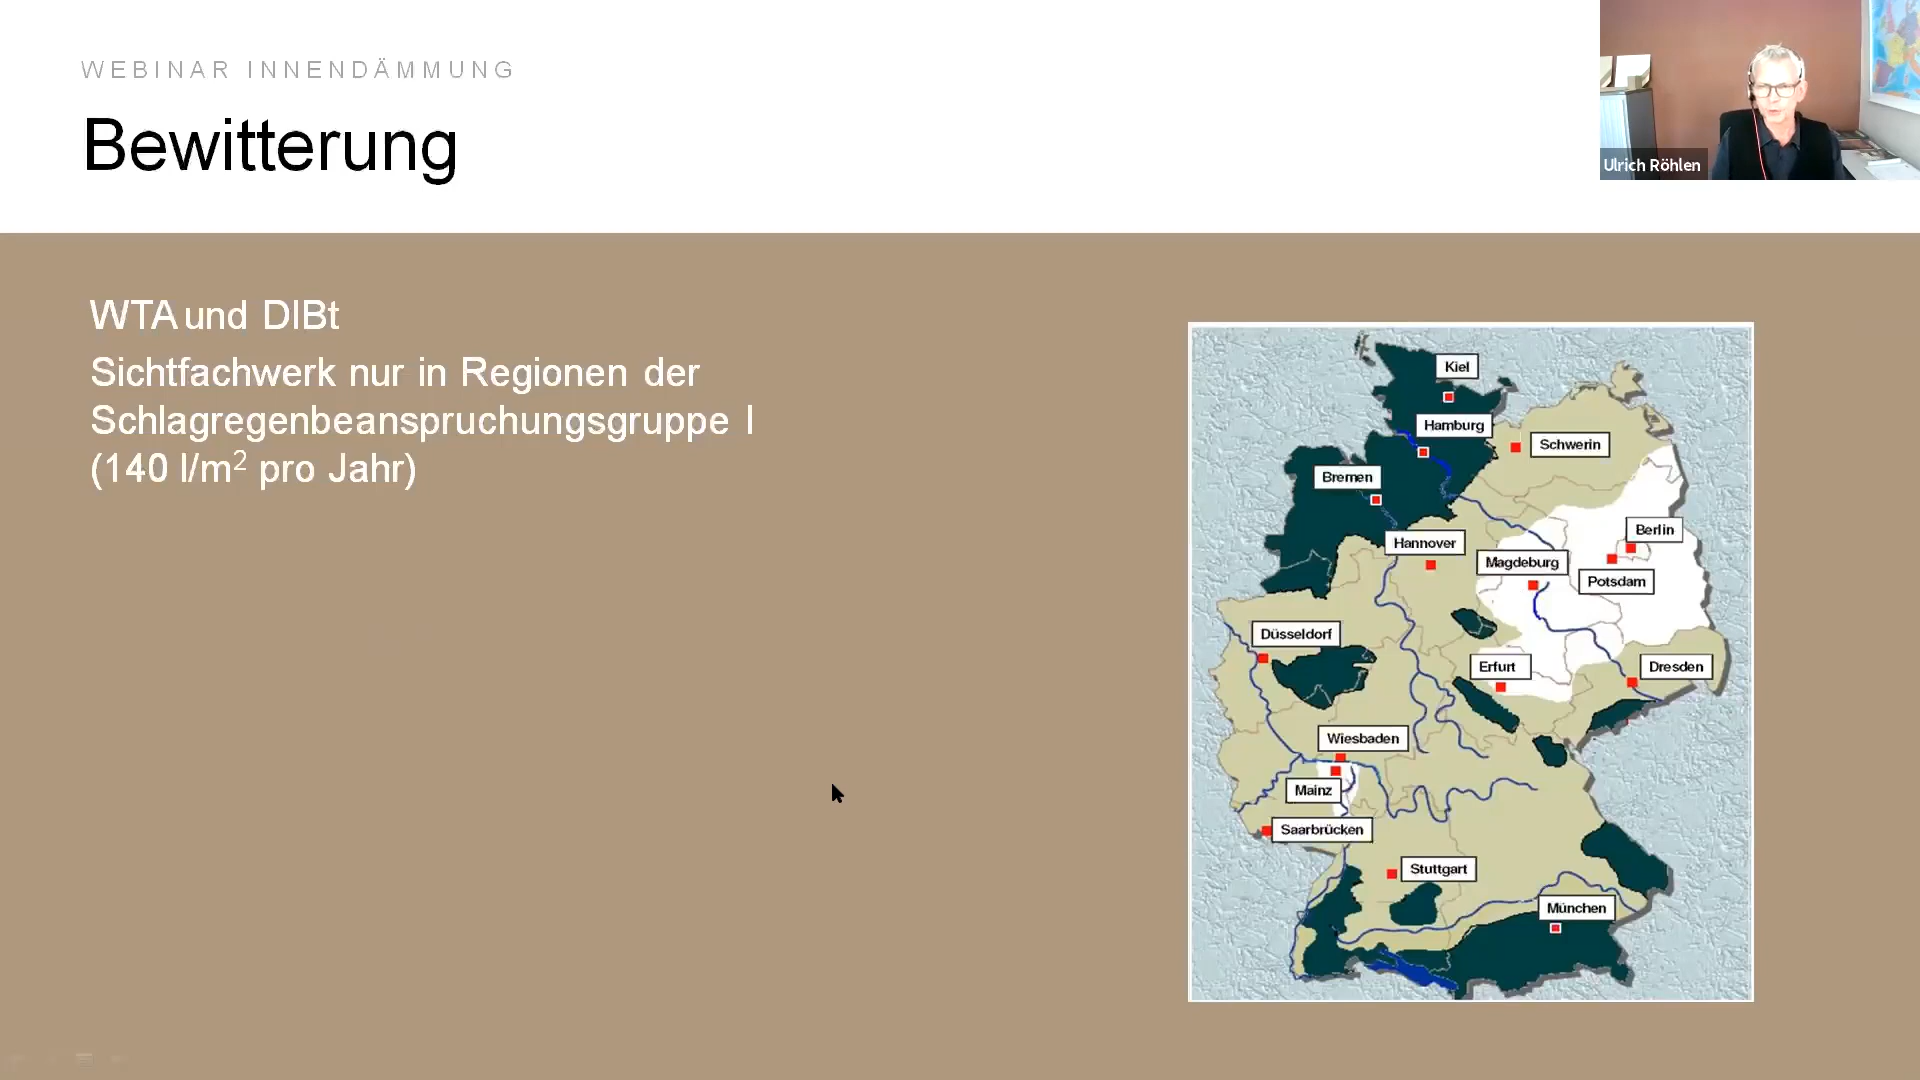 WEBINAR INNENDÄMMUNG
Bewitterung
Ulrich Röhlen
WTA und DIBt
Sichtfachwerk nur in Regionen der
Schlagregenbeanspruchungsgruppe I
(140 l/m² pro Jahr)
Kiel
Hamburg
Schwerin
Bremen
Berlin
Hannover
Magdeburg
Potsdam
Düsseldorf
Erfurt
Dresden
Wiesbaden
Mainz
Saarbrücken
Stuttgart
München